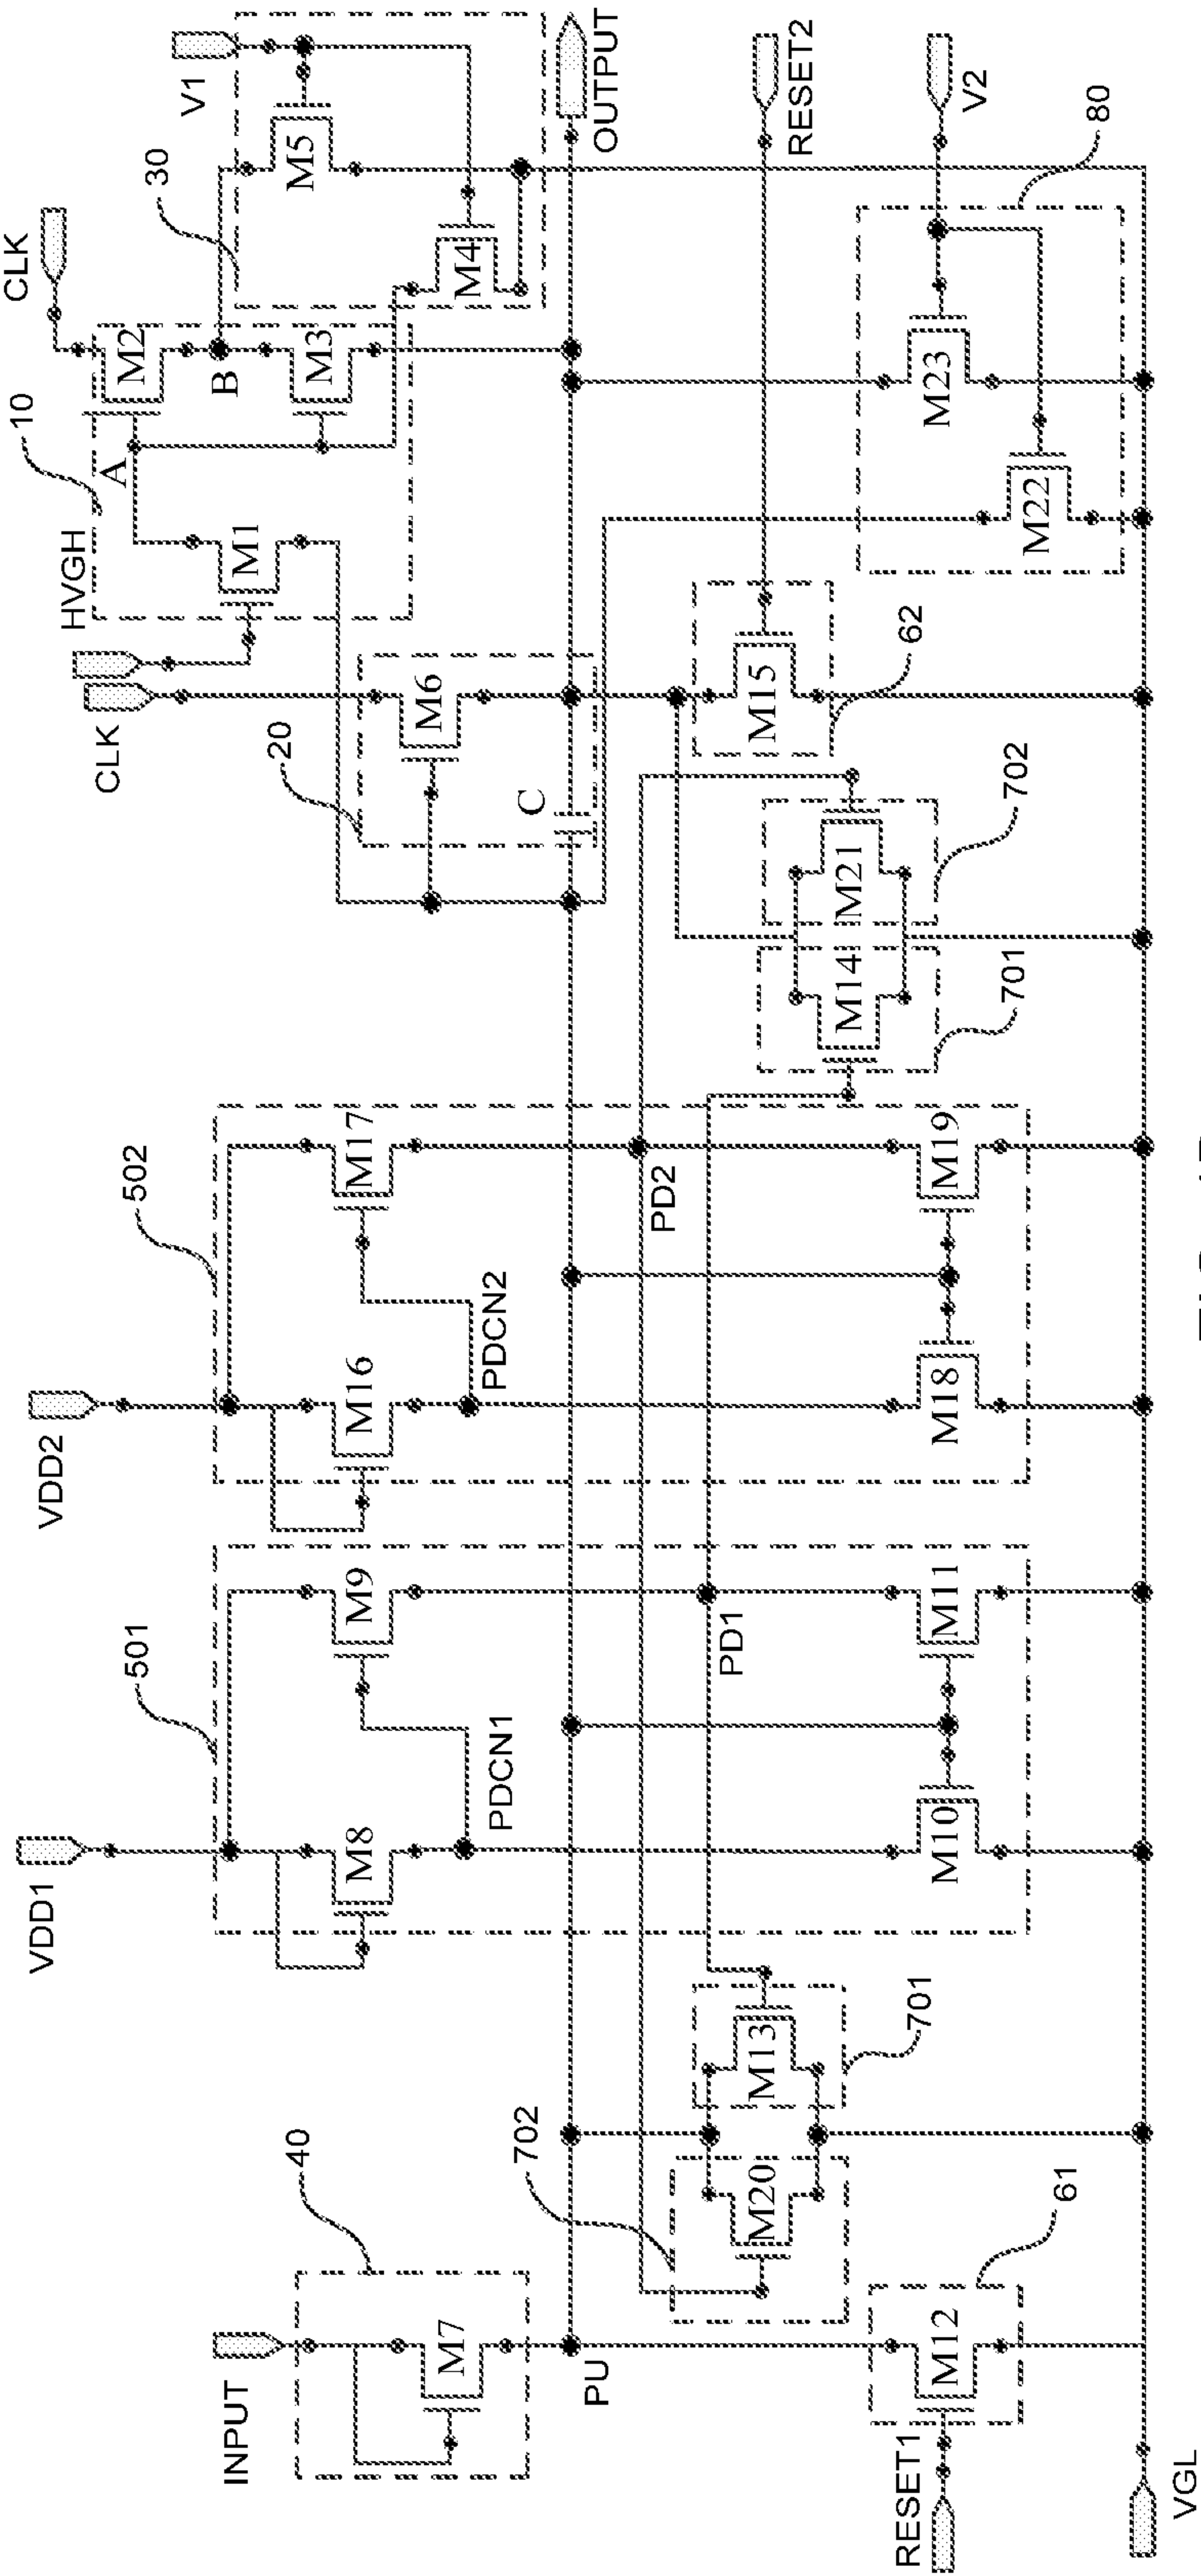 INPUT
40
M7
PU
RESET1
M12
61
VGL
702
M20
M13
701
VDD1
501
M8
M9
PDCN1
PD1
M10
M11
VDD2
502
M16
M17
PDCN2
PD2
M18
M19
CLK
20
M6
C
M14
701
M21
702
M15
62
HVGH
10
A
M1
CLK
M2
B
M3
30
V1
M5
M4
OUTPUT
RESET2
V2
M23
M22
80